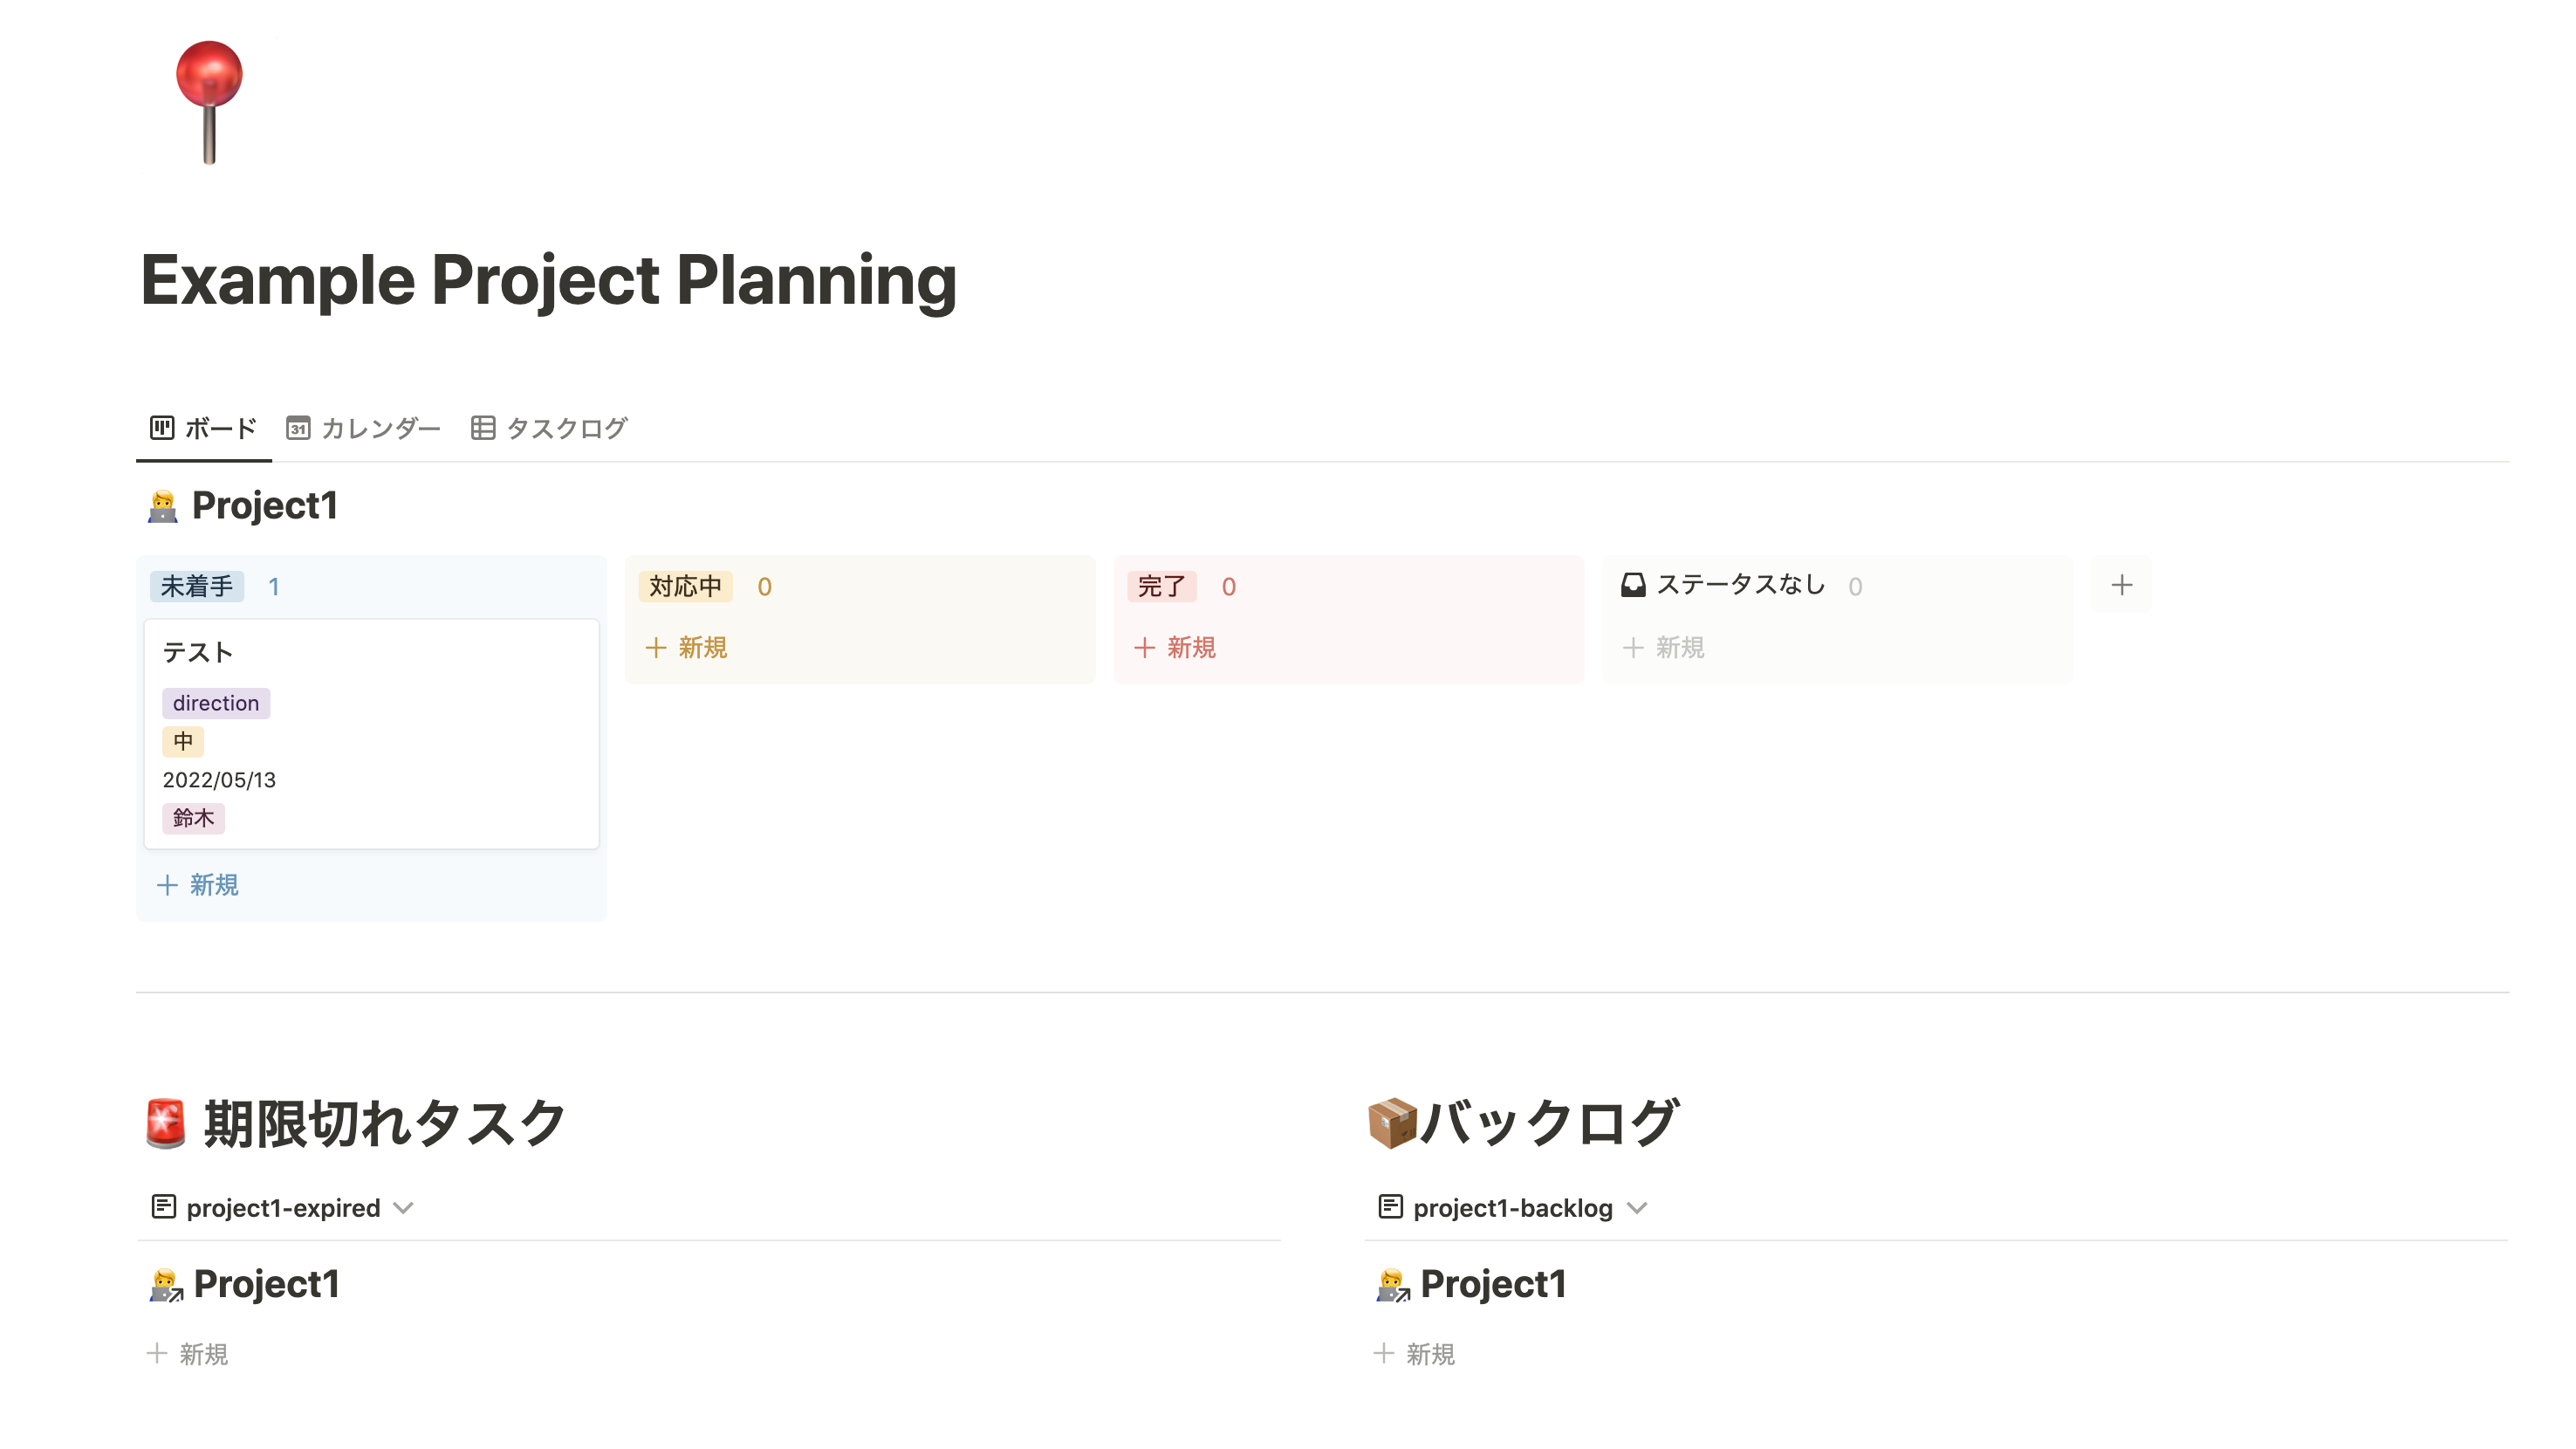 Example Project Planning
ボード カレンダー タスクログ
Project1
未着手 1
テスト
direction
中
2022/05/13
鈴木
+ 新規
対応中 0
+ 新規
完了 0
+ 新規
ステータスなし 0
+ 新規
+
期限切れタスク
project1-expired
Project1
+ 新規
バックログ
project1-backlog
Project1
+ 新規